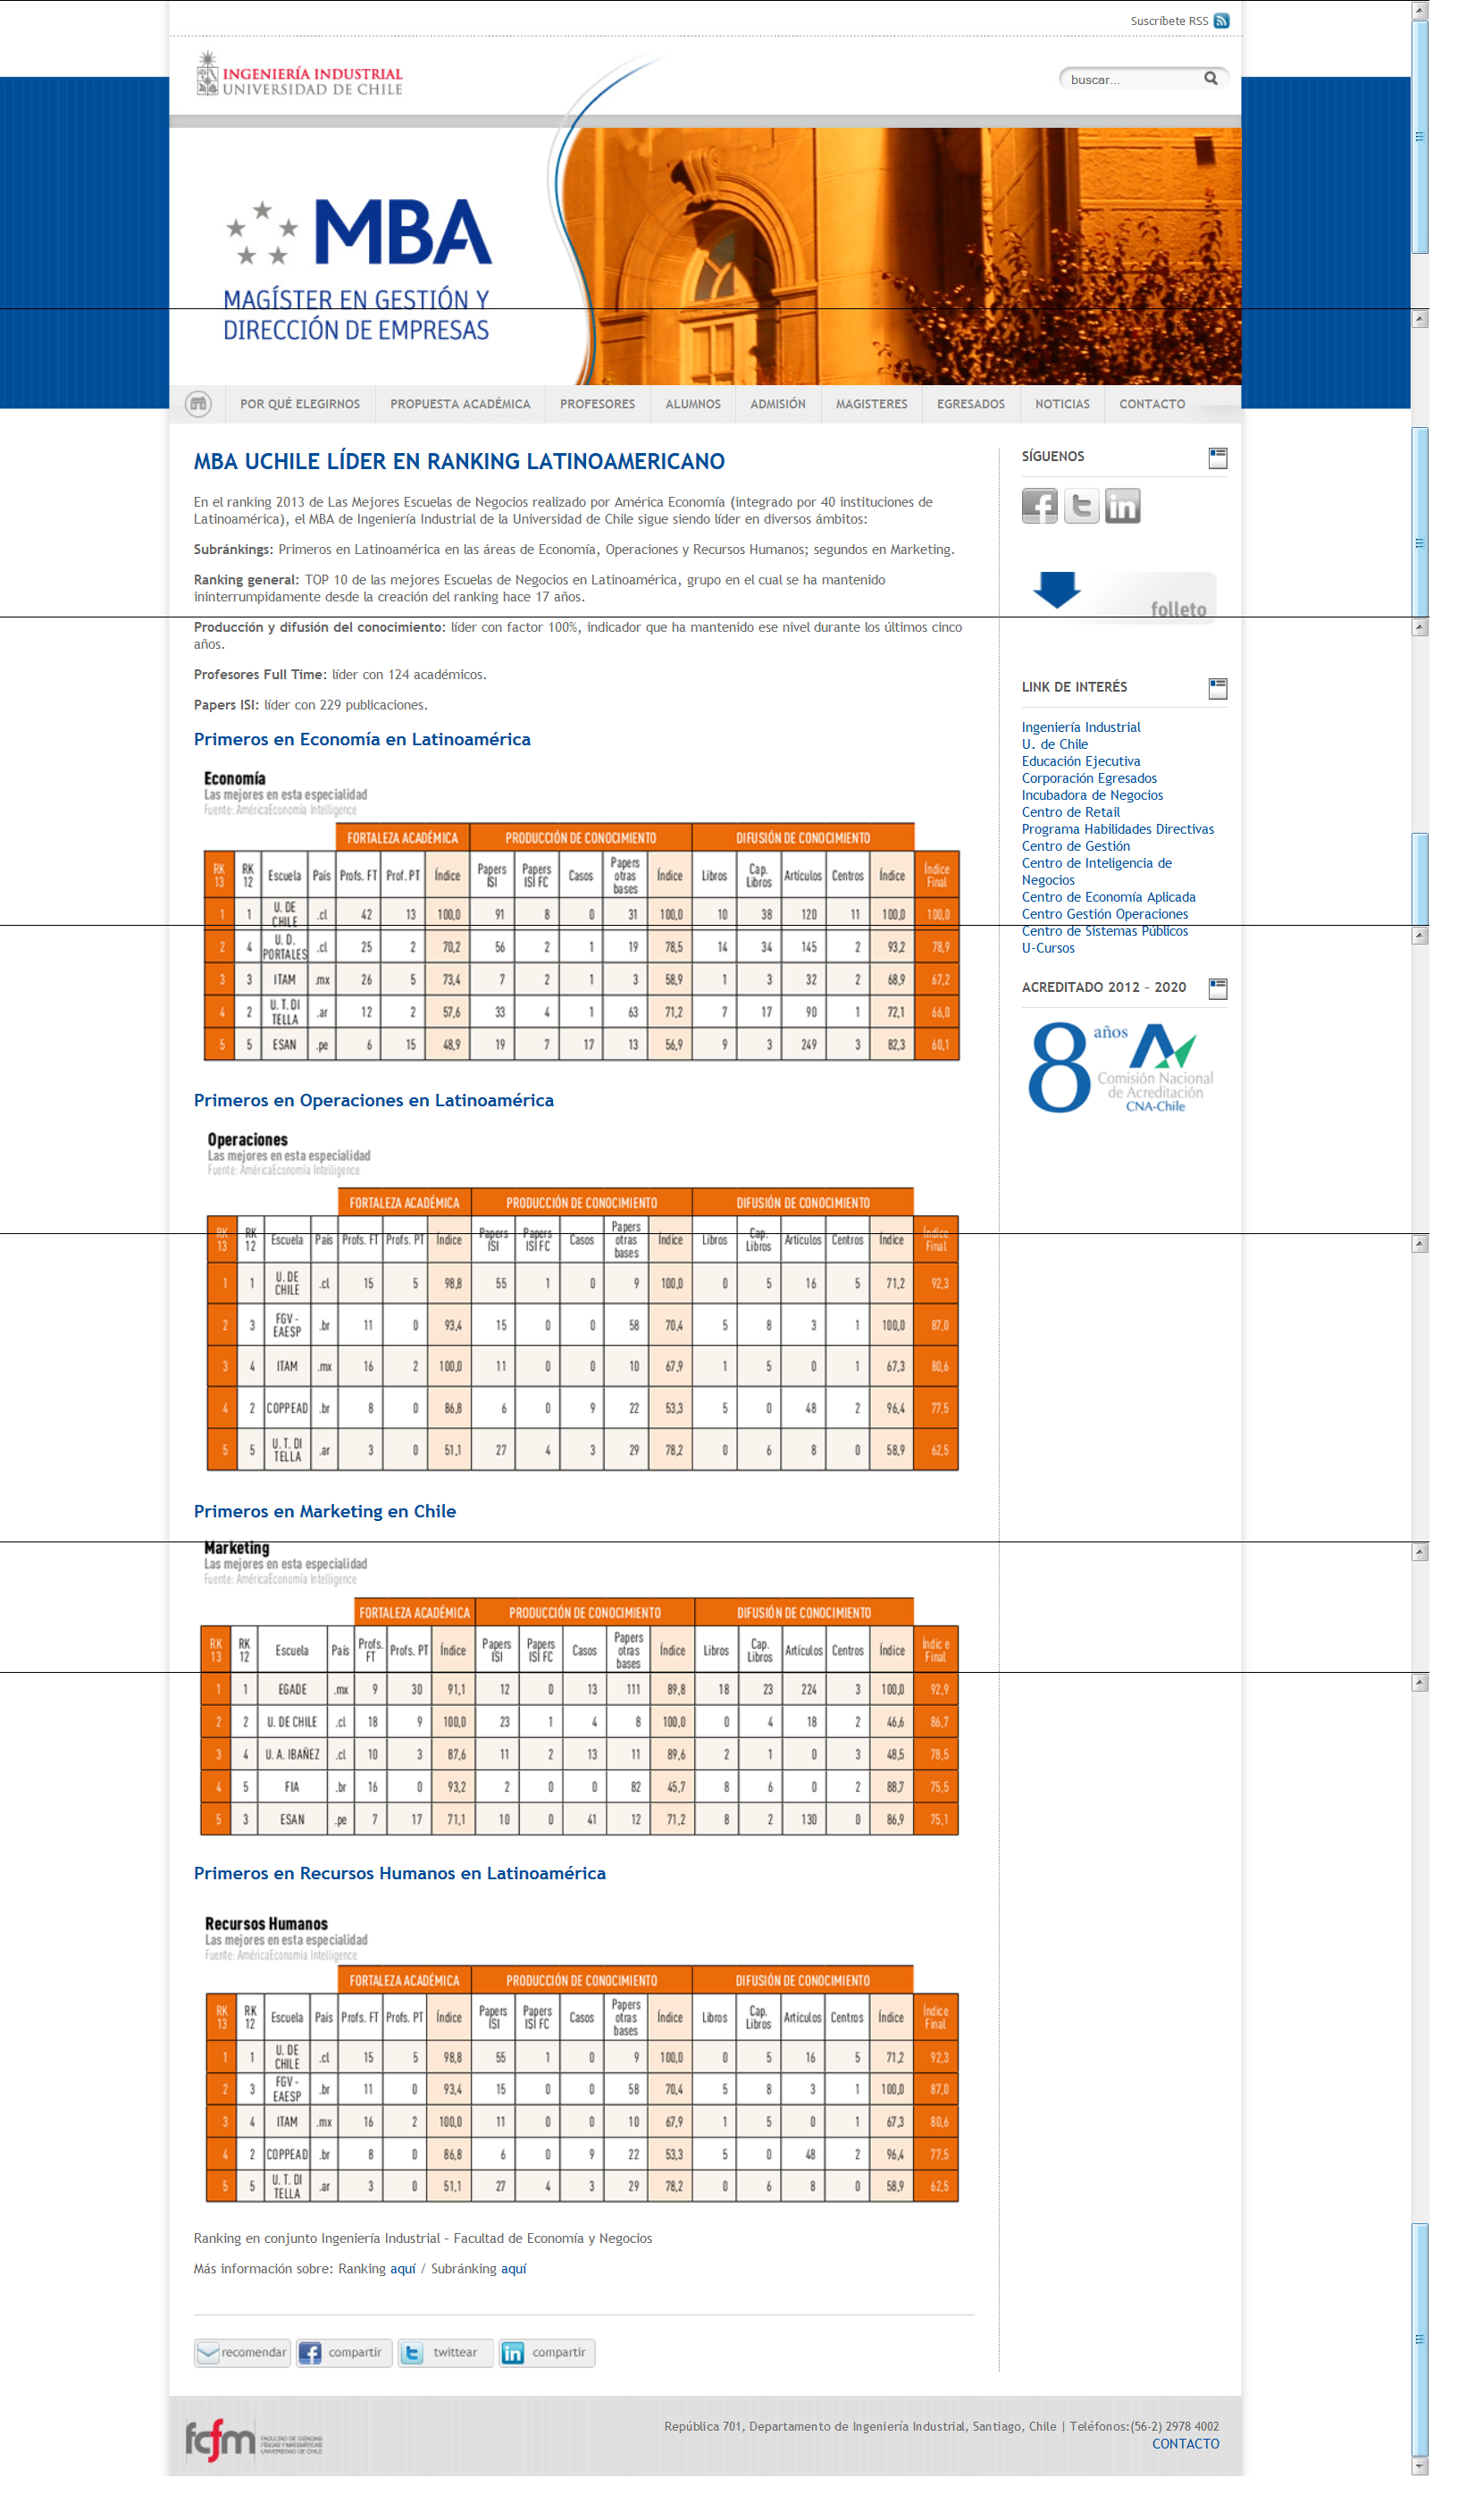 Suscríbete RSS
INGENIERÍA INDUSTRIAL
UNIVERSIDAD DE CHILE
buscar...
MBA
MAGÍSTER EN GESTIÓN Y
DIRECCIÓN DE EMPRESAS
POR QUÉ ELEGIRNOS PROPUESTA ACADÉMICA PROFESORES ALUMNOS ADMISIÓN MAGISTERES EGRESADOS NOTICIAS CONTACTO
MBA UCHILE LÍDER EN RANKING LATINOAMERICANO
En el ranking 2013 de Las Mejores Escuelas de Negocios realizado por América Economía (integrado por 40 instituciones de
Latinoamérica), el MBA de Ingeniería Industrial de la Universidad de Chile sigue siendo líder en diversos ámbitos:
Subránkings: Primeros en Latinoamérica en las áreas de Economía, Operaciones y Recursos Humanos; segundos en Marketing.
Ranking general: TOP 10 de las mejores Escuelas de Negocios en Latinoamérica, grupo en el cual se ha mantenido
ininterrumpidamente desde la creación del ranking hace 17 años.
Producción y difusión del conocimiento: líder con factor 100%, indicador que ha mantenido ese nivel durante los últimos cinco
años.
Profesores Full Time: líder con 124 académicos.
Papers ISI: líder con 229 publicaciones.
Primeros en Economía en Latinoamérica
Economía
Las mejores en esta especialidad
Fuente: AméricaEconomía Intelligence
FORTALEZA ACADÉMICA PRODUCCIÓN DE CONOCIMIENTO DIFUSIÓN DE CONOCIMIENTO
RK 13 RK 12 Escuela País Profs. FT Prof. PT Índice Papers ISI Papers ISI FC Casos Papers otras bases Índice Libros Cap. Libros Artículos Centros Índice Índice Final
1 1 U. DE CHILE .cl 42 13 100,0 91 8 0 31 100,0 10 38 120 11 100,0 100,0
2 4 U. D. PORTALES .cl 25 2 70,2 56 2 1 19 78,5 14 34 145 2 93,2 78,9
3 3 ITAM .mx 26 5 73,4 7 2 1 3 58,9 1 3 32 2 68,9 67,2
4 2 U. T. DI TELLA .ar 12 2 57,6 33 4 1 63 71,2 7 17 90 1 72,1 66,0
5 5 ESAN .pe 6 15 48,9 19 7 17 13 56,9 9 3 249 3 82,3 60,1
Primeros en Operaciones en Latinoamérica
Operaciones
Las mejores en esta especialidad
Fuente: AméricaEconomía Intelligence
FORTALEZA ACADÉMICA PRODUCCIÓN DE CONOCIMIENTO DIFUSIÓN DE CONOCIMIENTO
RK 13 RK 12 Escuela País Profs. FT Profs. PT Índice Papers ISI Papers ISI FC Casos Papers otras bases Índice Libros Cap. Libros Artículos Centros Índice Índice Final
1 1 U. DE CHILE .cl 15 5 98,8 55 1 0 9 100,0 0 5 16 5 71,2 92,3
2 3 FGV - EAESP .br 11 0 93,4 15 0 0 58 70,4 5 8 3 1 100,0 87,0
3 4 ITAM .mx 16 2 100,0 11 0 0 10 67,9 1 5 0 1 67,3 80,6
4 2 COPPEAD .br 8 0 86,8 6 0 9 22 53,3 5 0 48 2 96,4 77,5
5 5 U. T. DI TELLA .ar 3 0 51,1 27 4 3 29 78,2 0 6 8 0 58,9 62,5
Primeros en Marketing en Chile
Marketing
Las mejores en esta especialidad
Fuente: AméricaEconomía Intelligence
FORTALEZA ACADÉMICA PRODUCCIÓN DE CONOCIMIENTO DIFUSIÓN DE CONOCIMIENTO
RK 13 RK 12 Escuela País Profs. FT Profs. PT Índice Papers ISI Papers ISI FC Casos Papers otras bases Índice Libros Cap. Libros Artículos Centros Índice Índice Final
1 1 EGADE .mx 9 30 91,1 12 0 13 111 89,8 18 23 224 3 100,0 92,9
2 2 U. DE CHILE .cl 18 9 100,0 23 1 4 8 100,0 0 4 18 2 46,6 86,7
3 4 U. A. IBAÑEZ .cl 10 3 87,6 11 2 13 11 89,6 2 1 0 3 48,5 78,5
4 5 FIA .br 16 0 93,2 2 0 0 82 45,7 8 6 0 2 88,7 75,5
5 3 ESAN .pe 7 17 71,1 10 0 41 12 71,2 8 2 130 0 86,9 75,1
Primeros en Recursos Humanos en Latinoamérica
Recursos Humanos
Las mejores en esta especialidad
Fuente: AméricaEconomía Intelligence
FORTALEZA ACADÉMICA PRODUCCIÓN DE CONOCIMIENTO DIFUSIÓN DE CONOCIMIENTO
RK 13 RK 12 Escuela País Profs. FT Profs. PT Índice Papers ISI Papers ISI FC Casos Papers otras bases Índice Libros Cap. Libros Artículos Centros Índice Índice Final
1 1 U. DE CHILE .cl 15 5 98,8 55 1 0 9 100,0 0 5 16 5 71,2 92,3
2 3 FGV - EAESP .br 11 0 93,4 15 0 0 58 70,4 5 8 3 1 100,0 87,0
3 4 ITAM .mx 16 2 100,0 11 0 0 10 67,9 1 5 0 1 67,3 80,6
4 2 COPPEAD .br 8 0 86,8 6 0 9 22 53,3 5 0 48 2 96,4 77,5
5 5 U. T. DI TELLA .ar 3 0 51,1 27 4 3 29 78,2 0 6 8 0 58,9 62,5
Ranking en conjunto Ingeniería Industrial - Facultad de Economía y Negocios
Más información sobre: Ranking aquí / Subránking aquí
recomendar compartir twittear compartir
SÍGUENOS
folleto
LINK DE INTERÉS
Ingeniería Industrial
U. de Chile
Educación Ejecutiva
Corporación Egresados
Incubadora de Negocios
Centro de Retail
Programa Habilidades Directivas
Centro de Gestión
Centro de Inteligencia de
Negocios
Centro de Economía Aplicada
Centro Gestión Operaciones
Centro de Sistemas Públicos
U-Cursos
ACREDITADO 2012 – 2020
8 años
Comisión Nacional
de Acreditación
CNA-Chile
fcfm
FACULTAD DE CIENCIAS
FÍSICAS Y MATEMÁTICAS
UNIVERSIDAD DE CHILE
República 701, Departamento de Ingeniería Industrial, Santiago, Chile | Teléfonos:(56-2) 2978 4002
CONTACTO